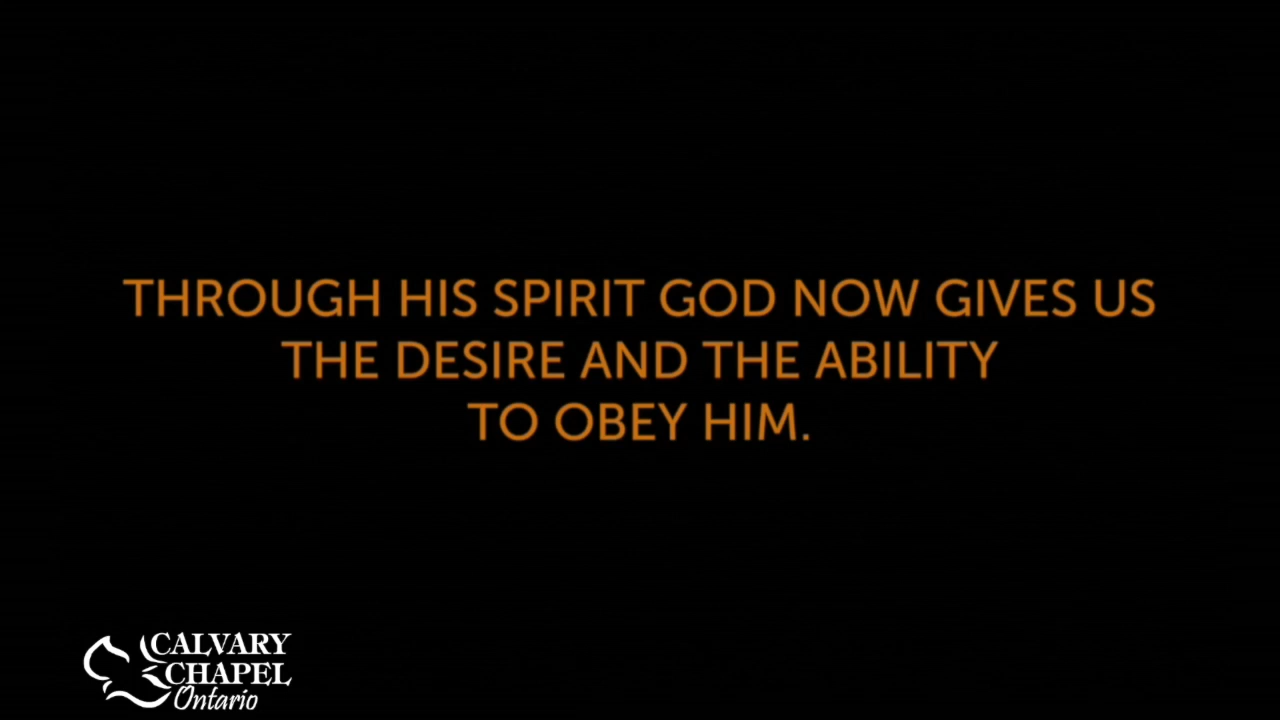 THROUGH HIS SPIRIT GOD NOW GIVES US
THE DESIRE AND THE ABILITY
TO OBEY HIM.
CALVARY
CHAPEL
Ontario